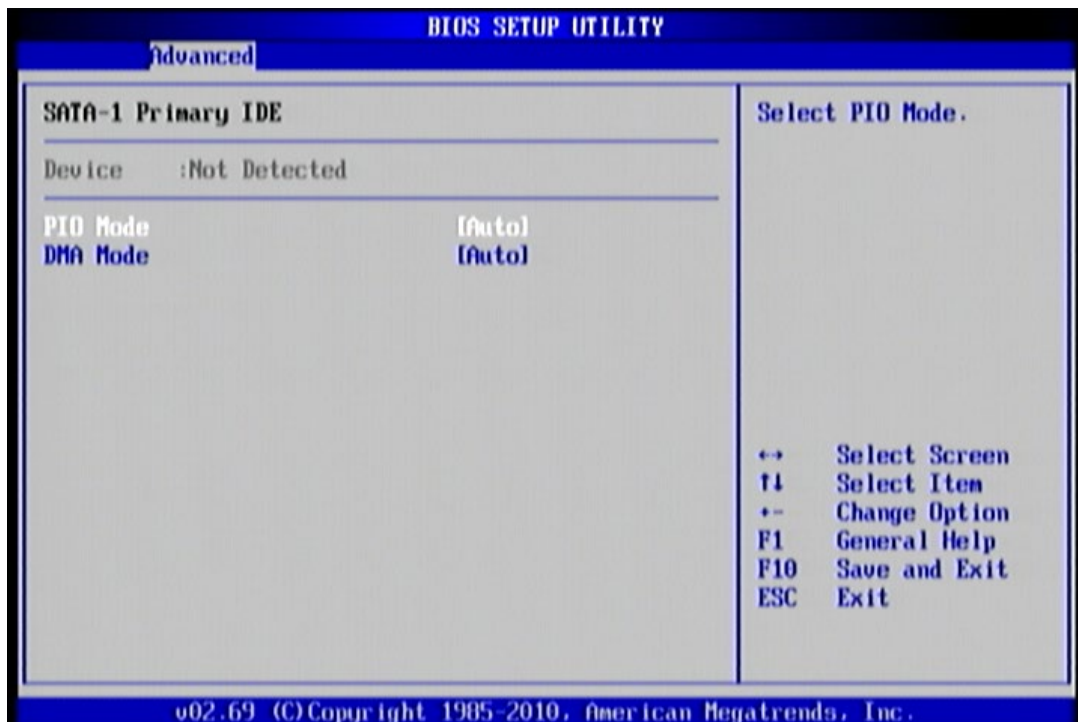 BIOS SETUP UTILITY
Advanced
SATA-1 Primary IDE
Device :Not Detected
PIO Mode [Auto]
DMA Mode [Auto]
Select PIO Mode.
↔ Select Screen
↑↓ Select Item
+- Change Option
F1 General Help
F10 Save and Exit
ESC Exit
v02.69 (C)Copyright 1985-2010, American Megatrends, Inc.